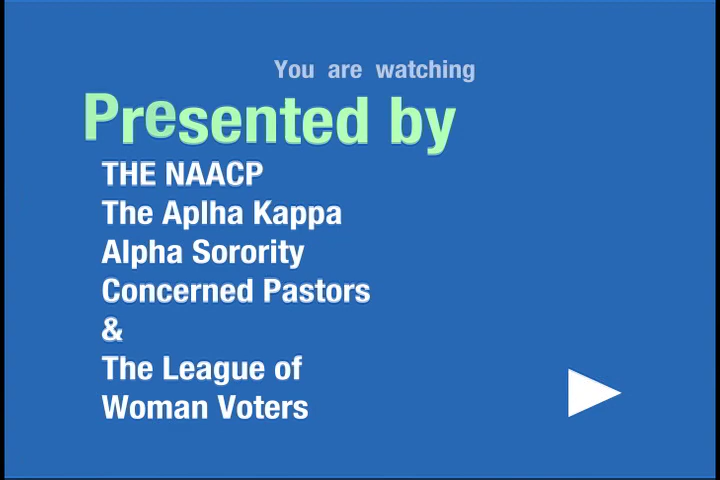 You are watching
Presented by
THE NAACP
The Aplha Kappa
Alpha Sorority
Concerned Pastors
&
The League of
Woman Voters